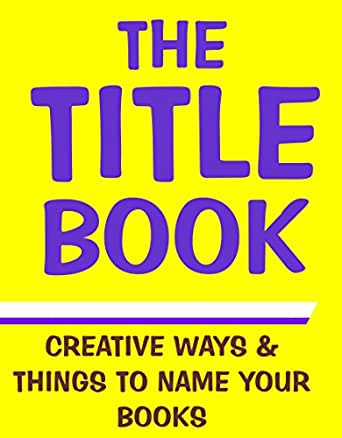 THE
TITLE
BOOK
CREATIVE WAYS &
THINGS TO NAME YOUR
BOOKS